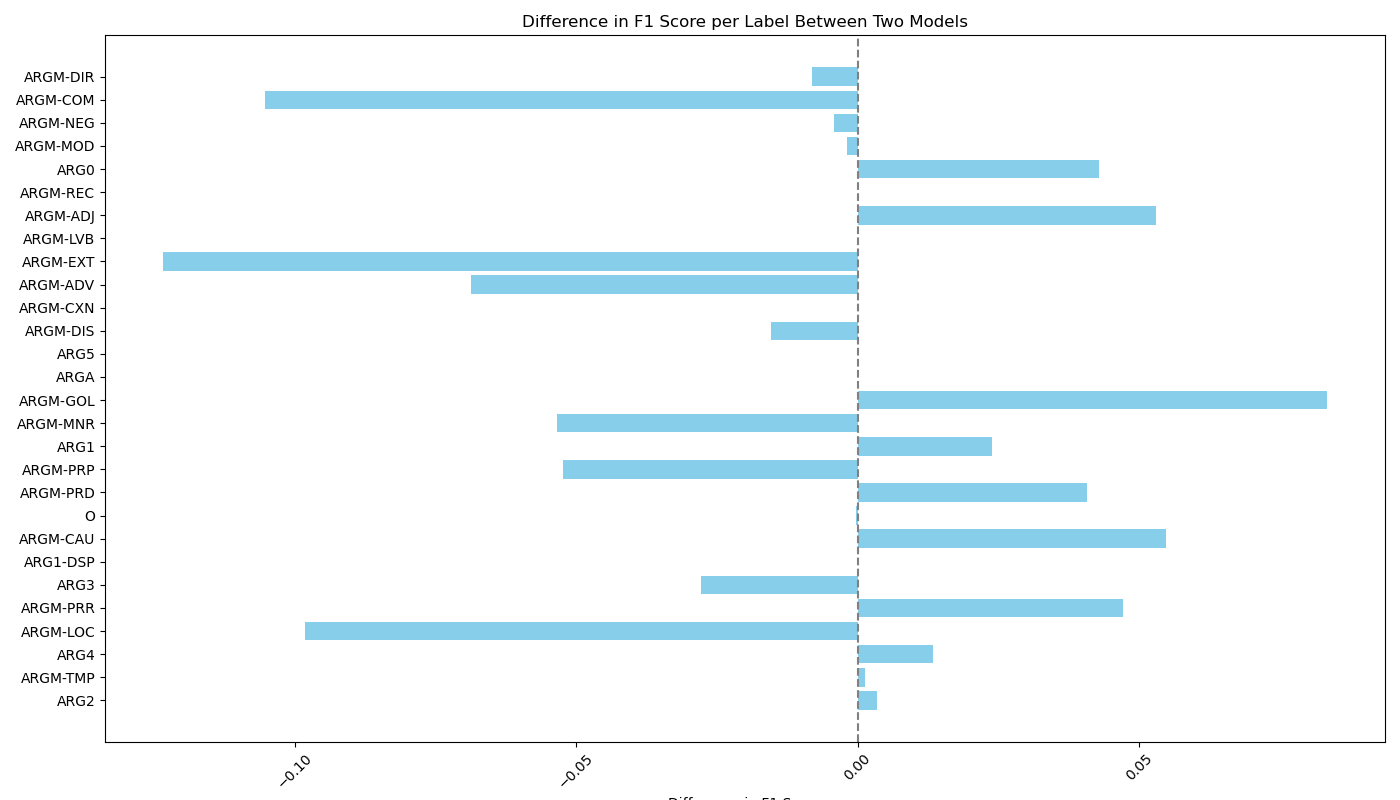 Difference in F1 Score per Label Between Two Models
ARGM-DIR
ARGM-COM
ARGM-NEG
ARGM-MOD
ARG0
ARGM-REC
ARGM-ADJ
ARGM-LVB
ARGM-EXT
ARGM-ADV
ARGM-CXN
ARGM-DIS
ARG5
ARGA
ARGM-GOL
ARGM-MNR
ARG1
ARGM-PRP
ARGM-PRD
O
ARGM-CAU
ARG1-DSP
ARG3
ARGM-PRR
ARGM-LOC
ARG4
ARGM-TMP
ARG2
−0.10
−0.05
0.00
0.05